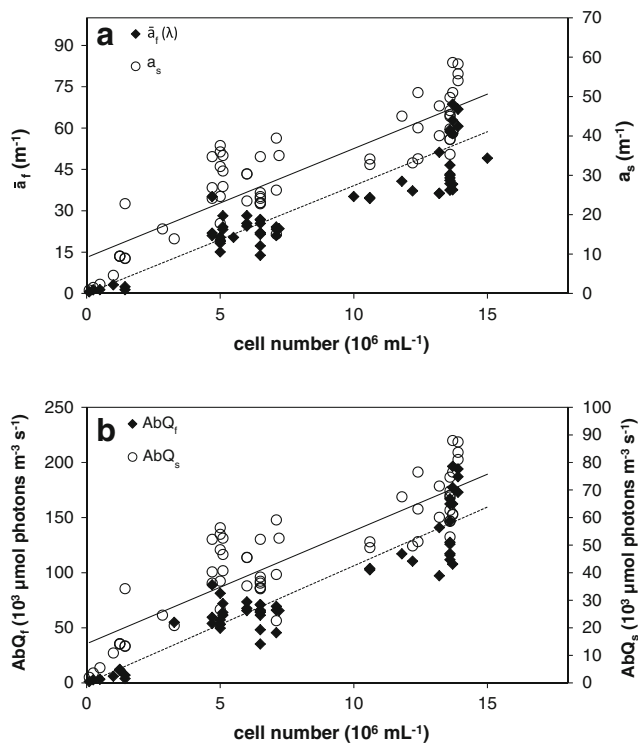 a
ā_f(λ)
a_s
ā_f (m⁻¹)
90
75
60
45
30
15
0
70
60
50
40
30
20
10
0
a_s (m⁻¹)
0 5 10 15
cell number (10⁶ mL⁻¹)
b
AbQ_f
AbQ_s
AbQ_f (10³ µmol photons m⁻³ s⁻¹)
250
200
150
100
50
0
100
90
80
70
60
50
40
30
20
10
0
AbQ_s (10³ µmol photons m⁻³ s⁻¹)
0 5 10 15
cell number (10⁶ mL⁻¹)